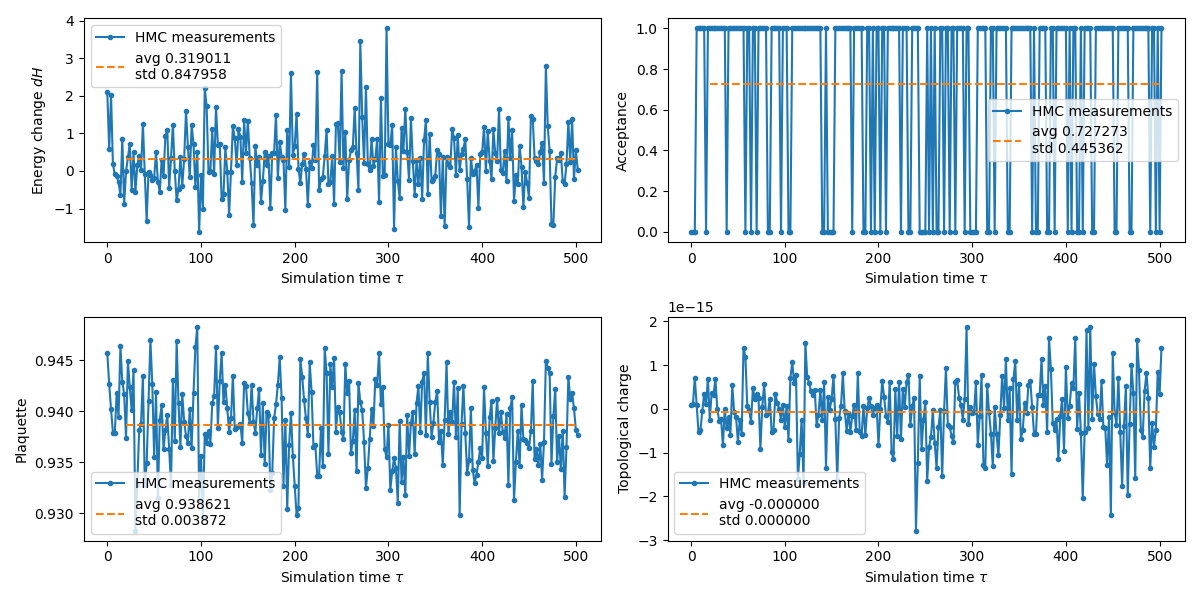 4
3
2
1
0
−1
Energy change dH
HMC measurements
avg 0.319011
std 0.847958
0 100 200 300 400 500
Simulation time τ
1.0
0.8
0.6
0.4
0.2
0.0
Acceptance
HMC measurements
avg 0.727273
std 0.445362
0 100 200 300 400 500
Simulation time τ
0.945
0.940
0.935
0.930
Plaquette
HMC measurements
avg 0.938621
std 0.003872
0 100 200 300 400 500
Simulation time τ
1e−15
2
1
0
−1
−2
−3
Topological charge
HMC measurements
avg -0.000000
std 0.000000
0 100 200 300 400 500
Simulation time τ